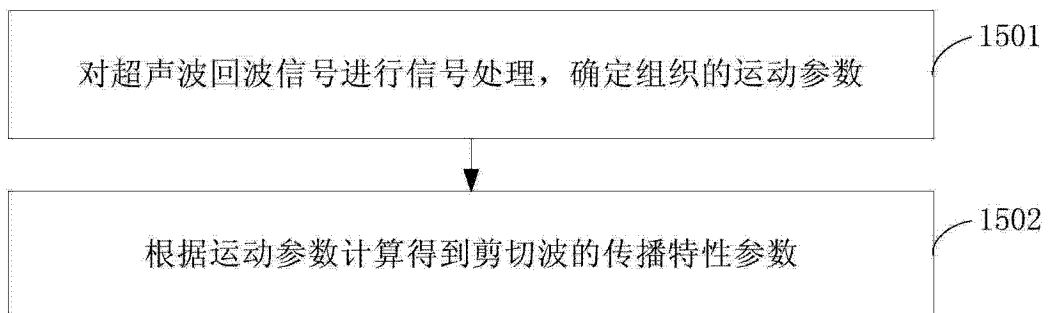 对超声波回波信号进行信号处理，确定组织的运动参数
1501
根据运动参数计算得到剪切波的传播特性参数
1502